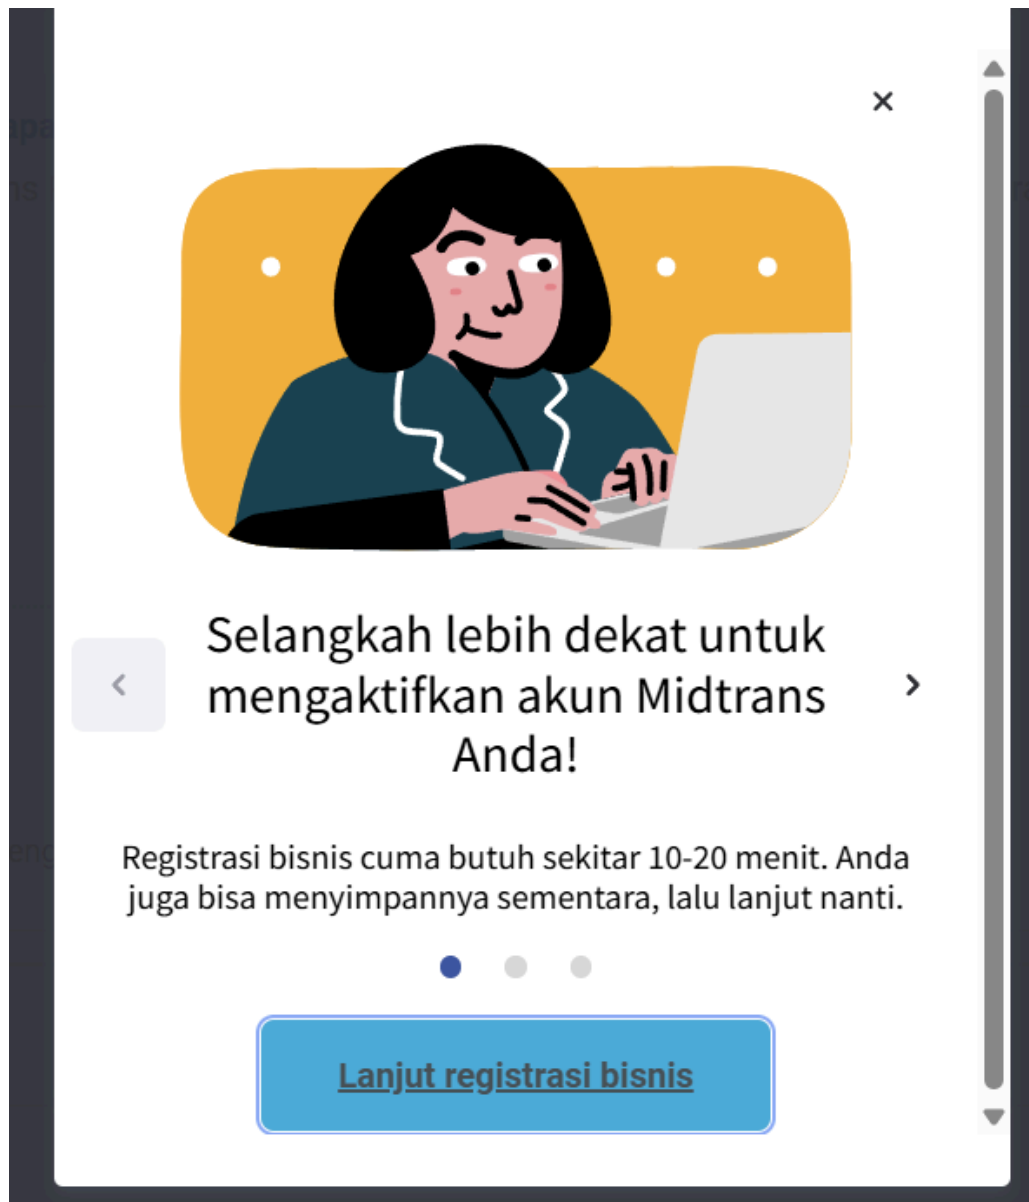 Selangkah lebih dekat untuk
mengaktifkan akun Midtrans
Anda!
Registrasi bisnis cuma butuh sekitar 10-20 menit. Anda
juga bisa menyimpannya sementara, lalu lanjut nanti.
Lanjut registrasi bisnis